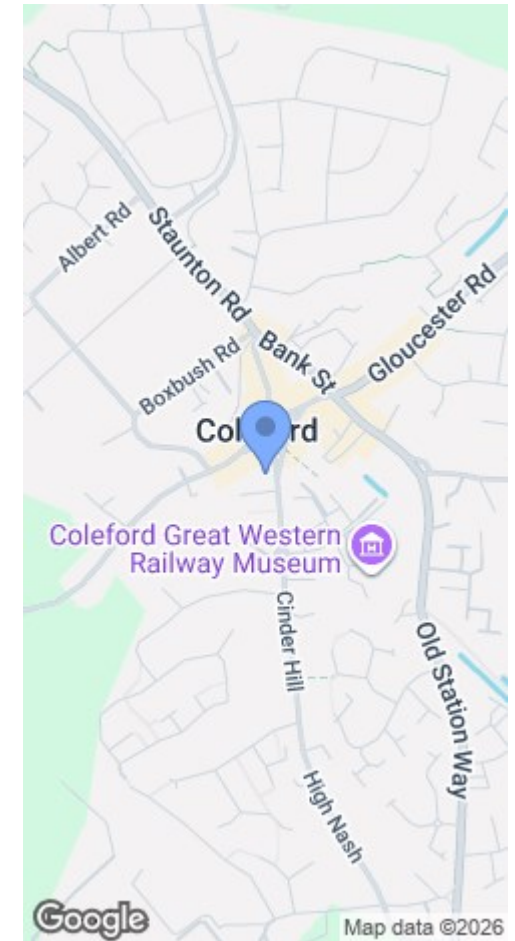 Albert Rd
Staunton Rd
Gloucester Rd
Bank St
Boxbush Rd
Coleford Great Western
Railway Museum
Cinder Hill
Old Station Way
High Nash
Google
Map data ©2026